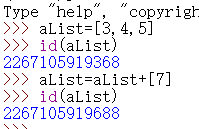 Type "help", "copyrigh
>>> aList=[3,4,5]
>>> id(aList)
2267105919368
>>> aList=aList+[7]
>>> id(aList)
2267105919688
>>>